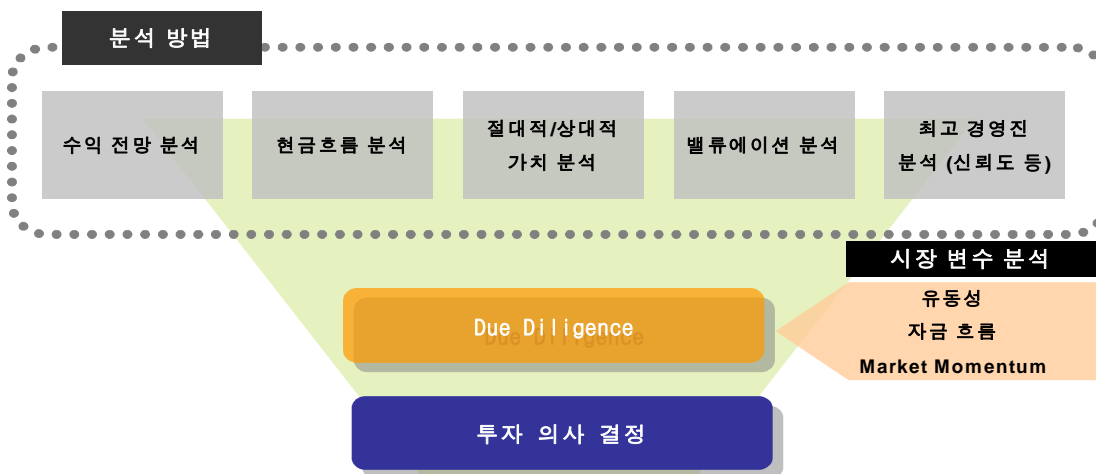 분석 방법
수익 전망 분석
현금흐름 분석
절대적/상대적
가치 분석
밸류에이션 분석
최고 경영진
분석 (신뢰도 등)
시장 변수 분석
유동성
자금 흐름
Market Momentum
Due Diligence
투자 의사 결정